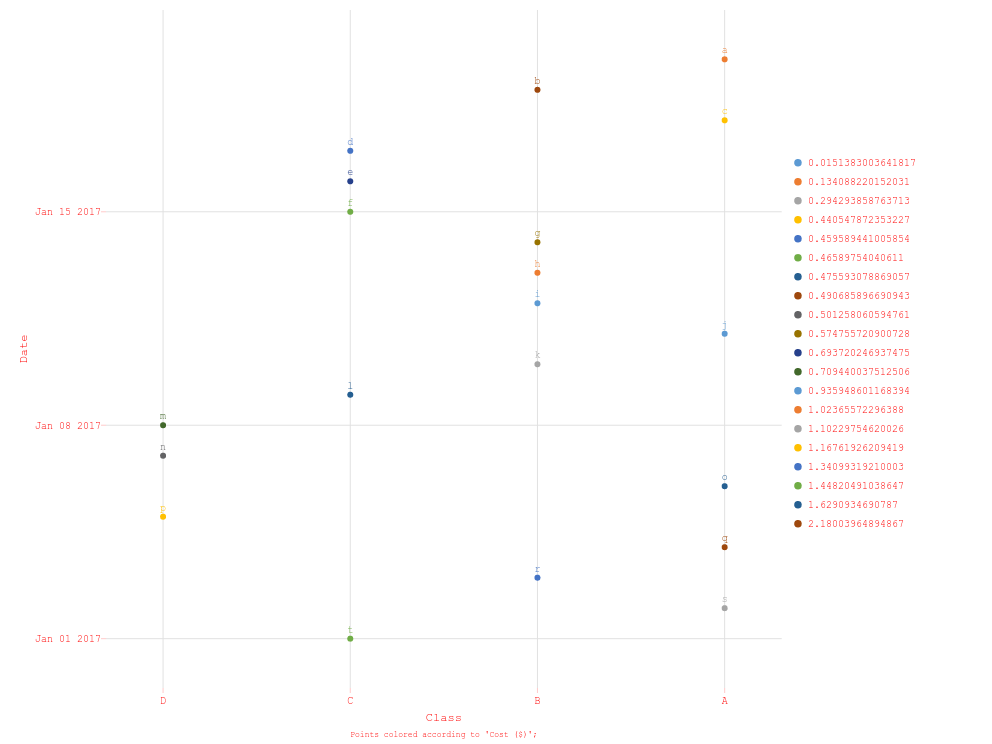 a
b
c
d
e
f
Jan 15 2017
g
i
j
k
l
Jan 08 2017
m
n
o
q
r
s
Jan 01 2017
t
Date
D
C
B
A
Class
Points colored according to 'Cost ($)';
0.0151383003641817
0.134088220152031
0.294293858763713
0.440547872353227
0.459589441005854
0.46589754040611
0.475593078869057
0.490685896690943
0.501258060594761
0.574755720900728
0.693720246937475
0.709440037512506
0.935948601168394
1.02365572296388
1.10229754620026
1.16761926209419
1.34099319210003
1.44820491038647
1.6290934690787
2.18003964894867